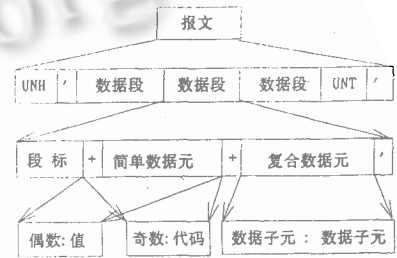 报文
UNH ' 数据段 数据段 数据段 UNT '
段 标 + 简单数据元 + 复合数据元 '
偶数:值 奇数:代码 数据子元 : 数据子元